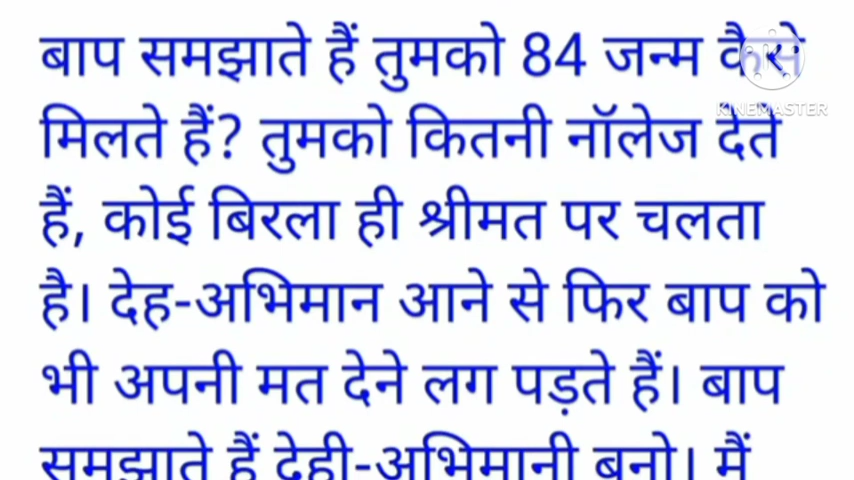 बाप समझाते हैं तुमको 84 जन्म कैसे
मिलते हैं? तुमको कितनी नॉलेज देते
हैं, कोई बिरला ही श्रीमत पर चलता
है। देह-अभिमान आने से फिर बाप को
भी अपनी मत देने लग पड़ते हैं। बाप
समझाते हैं देही-अभिमानी बनो। मैं
KINEMASTER